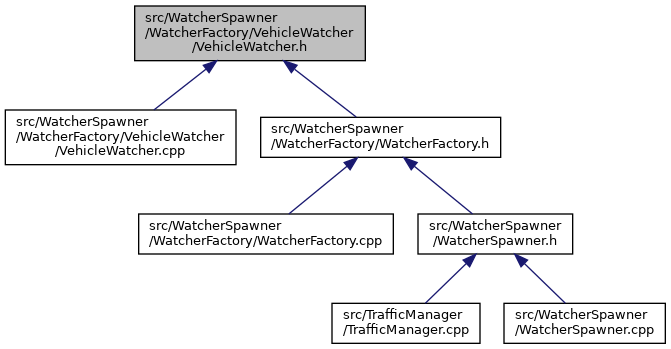 src/WatcherSpawner
/WatcherFactory/VehicleWatcher
/VehicleWatcher.h
src/WatcherSpawner
/WatcherFactory/VehicleWatcher
/VehicleWatcher.cpp
src/WatcherSpawner
/WatcherFactory/WatcherFactory.h
src/WatcherSpawner
/WatcherFactory/WatcherFactory.cpp
src/WatcherSpawner
/WatcherSpawner.h
src/TrafficManager
/TrafficManager.cpp
src/WatcherSpawner
/WatcherSpawner.cpp